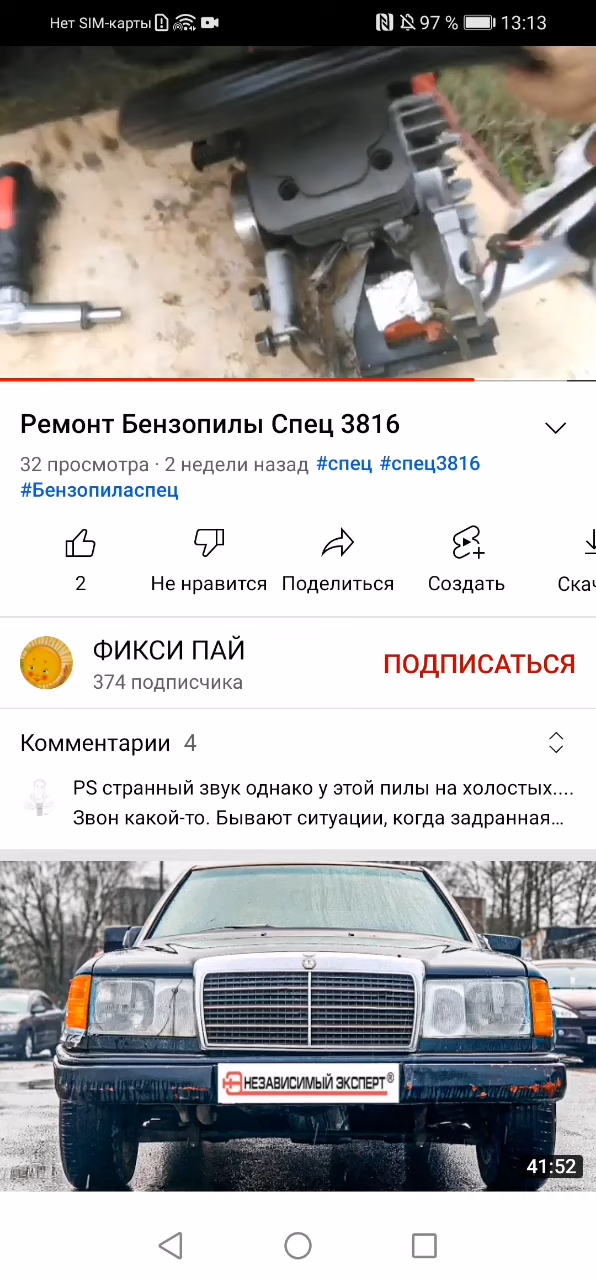 Нет SIM-карты 97 % 13:13
Ремонт Бензопилы Спец 3816
32 просмотра · 2 недели назад #спец #спец3816
#Бензопиласпец
2 Не нравится Поделиться Создать Скач
ФИКСИ ПАЙ
374 подписчика
ПОДПИСАТЬСЯ
Комментарии 4
PS странный звук однако у этой пилы на холостых....
Звон какой-то. Бывают ситуации, когда задранная...
НЕЗАВИСИМЫЙ ЭКСПЕРТ®
41:52